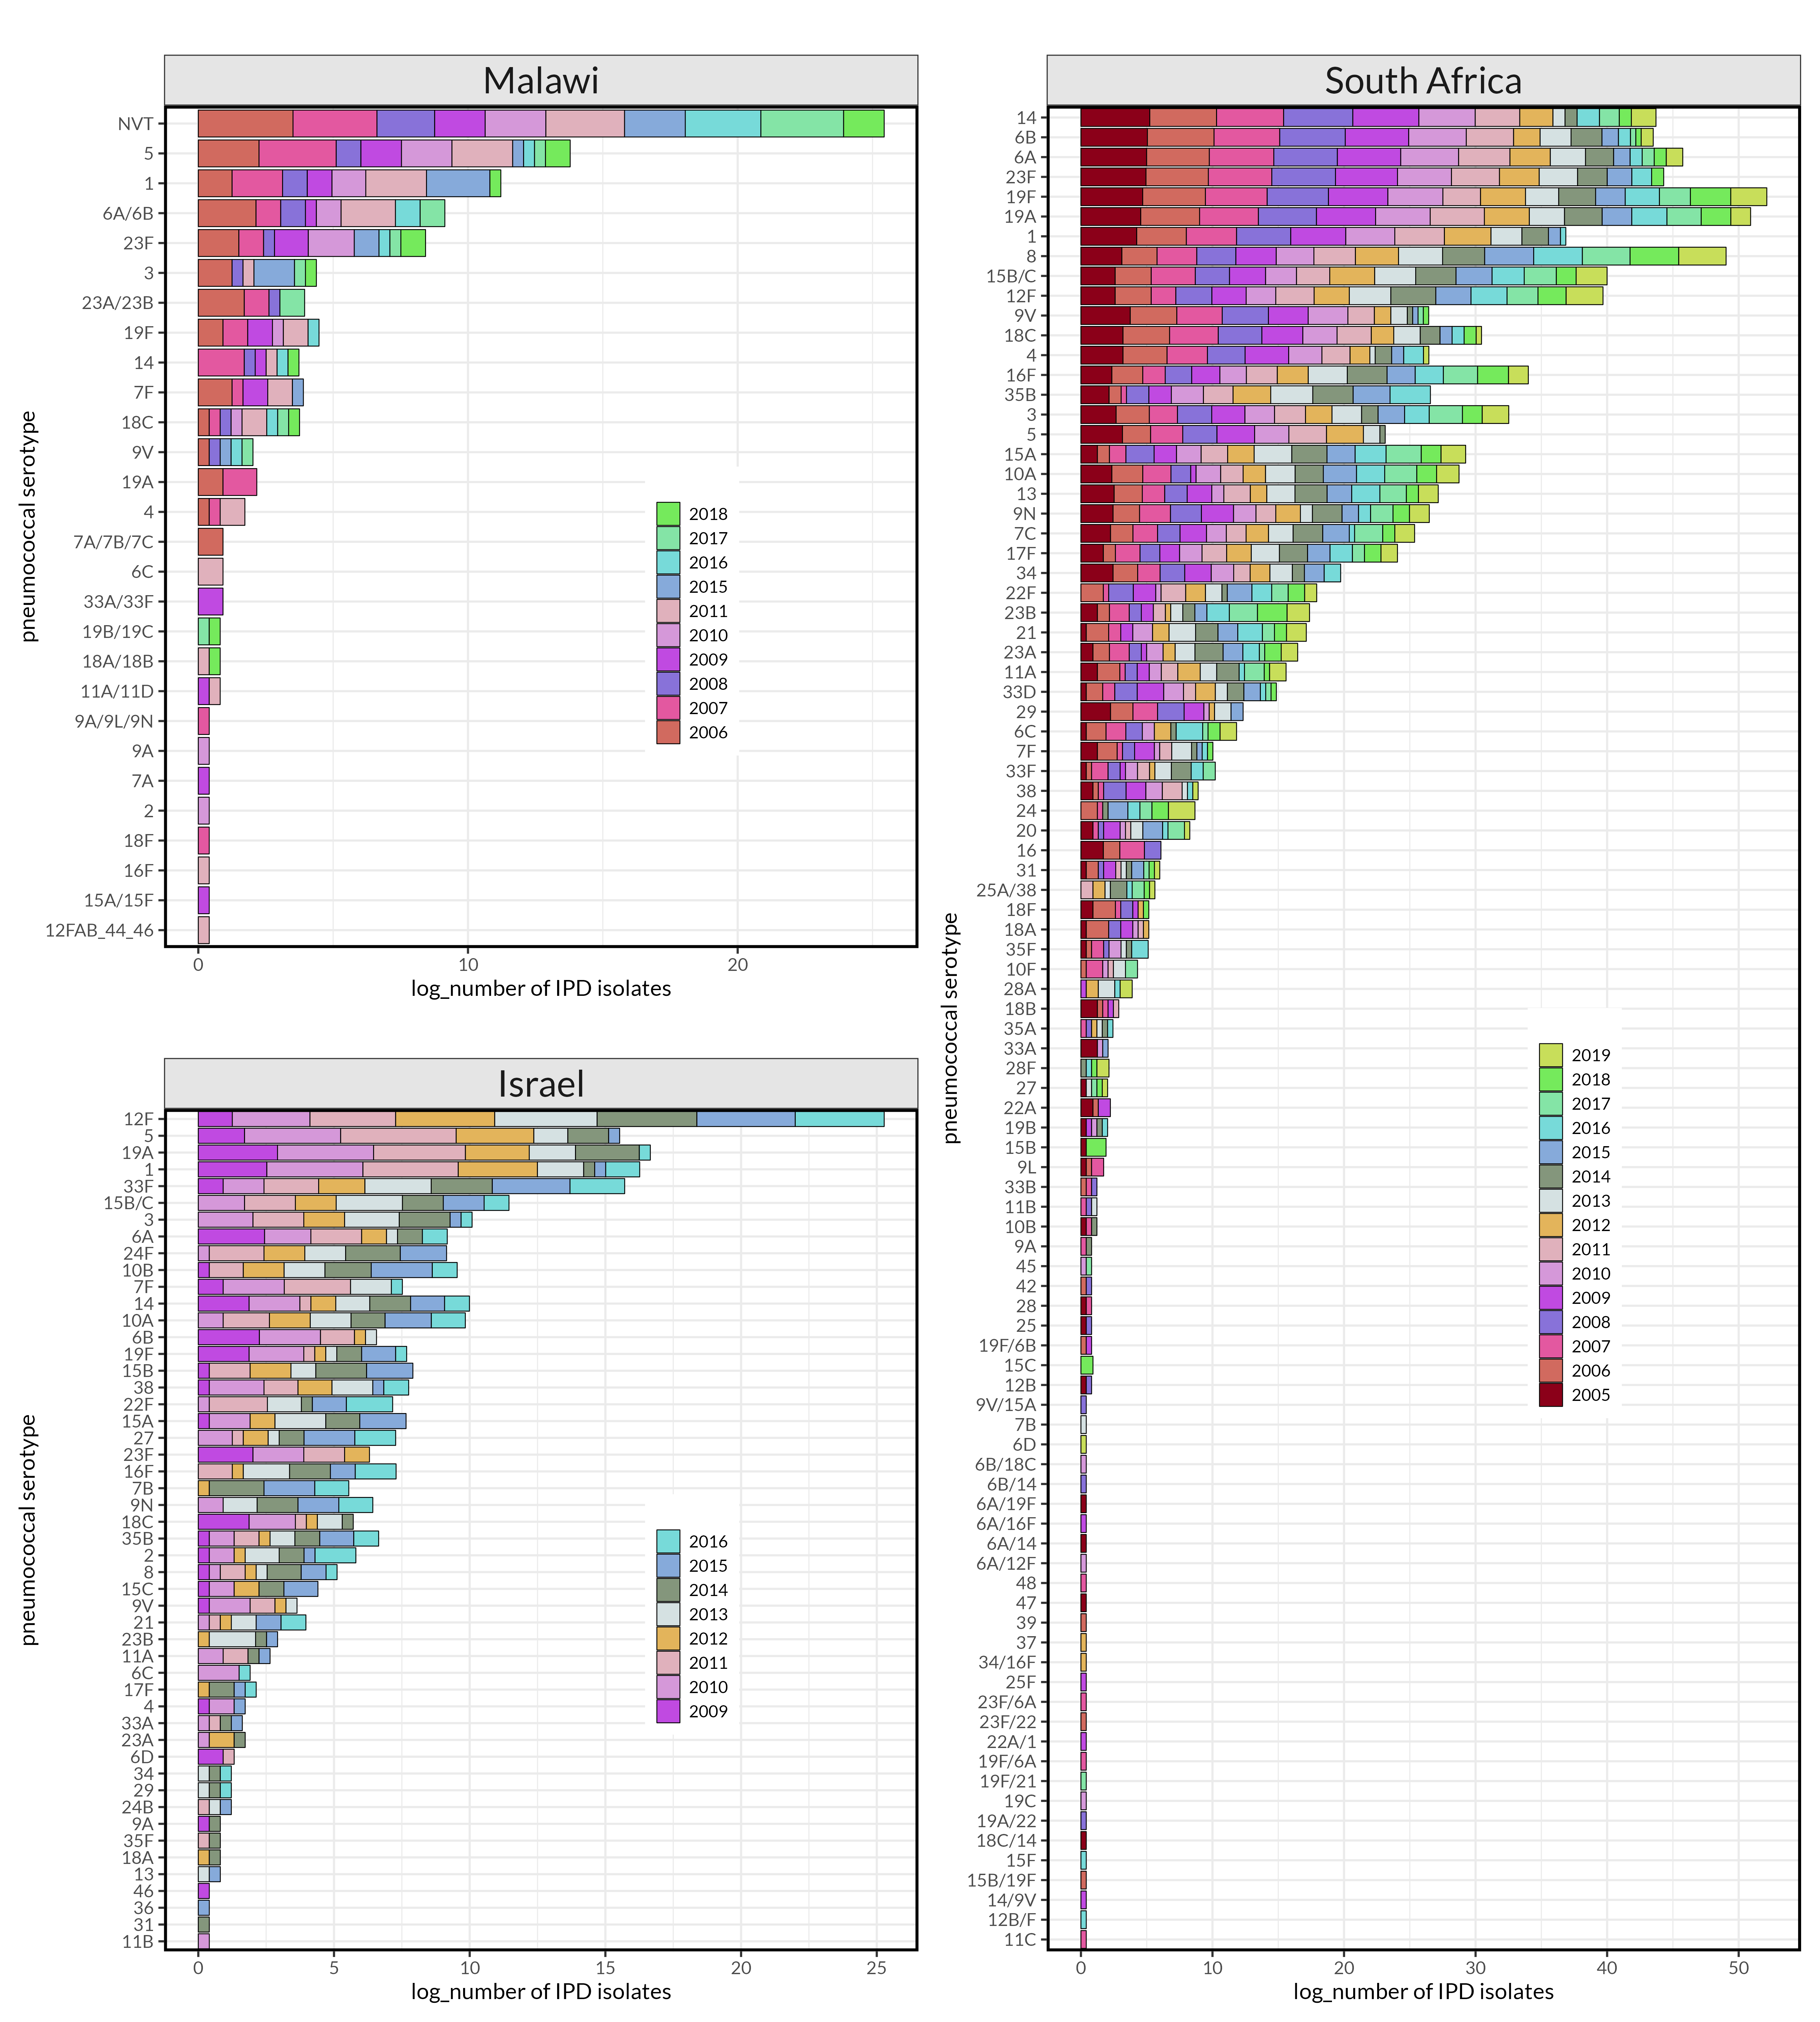 Malawi
pneumococcal serotype
NVT
5
1
6A/6B
23F
3
23A/23B
19F
14
7F
18C
9V
19A
4
7A/7B/7C
6C
33A/33F
19B/19C
18A/18B
11A/11D
9A/9L/9N
9A
7A
2
18F
16F
15A/15F
12FAB_44_46
0 10 20
log_number of IPD isolates
2018
2017
2016
2015
2011
2010
2009
2008
2007
2006
Israel
pneumococcal serotype
12F
5
19A
1
33F
15B/C
3
6A
24F
10B
7F
14
10A
6B
19F
15B
38
22F
15A
27
23F
16F
7B
9N
18C
35B
2
8
15C
9V
21
23B
11A
6C
17F
4
33A
23A
6D
34
29
24B
9A
35F
18A
13
46
36
31
11B
0 5 10 15 20 25
log_number of IPD isolates
2016
2015
2014
2013
2012
2011
2010
2009
South Africa
pneumococcal serotype
14
6B
6A
23F
19F
19A
1
8
15B/C
12F
9V
18C
4
16F
35B
3
5
15A
10A
13
9N
7C
17F
34
22F
23B
21
23A
11A
33D
29
6C
7F
33F
38
24
20
16
31
25A/38
18F
18A
35F
10F
28A
18B
35A
33A
28F
27
22A
19B
15B
9L
33B
11B
10B
9A
45
42
28
25
19F/6B
15C
12B
9V/15A
7B
6D
6B/18C
6B/14
6A/19F
6A/16F
6A/14
6A/12F
48
47
39
37
34/16F
25F
23F/6A
23F/22
22A/1
19F/6A
19F/21
19C
19A/22
18C/14
15F
15B/19F
14/9V
12B/F
11C
0 10 20 30 40 50
log_number of IPD isolates
2019
2018
2017
2016
2015
2014
2013
2012
2011
2010
2009
2008
2007
2006
2005